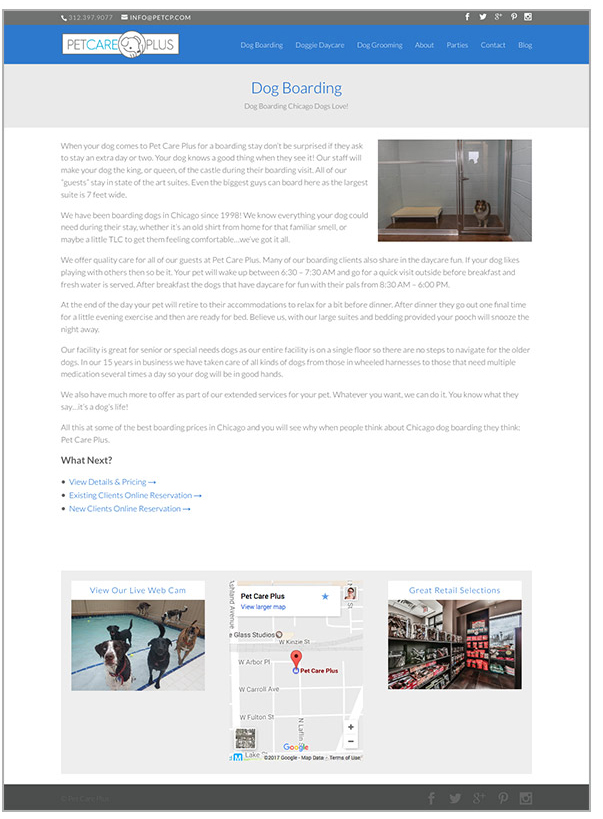 312.397.9077 INFO@PETCP.COM
PETCARE PLUS
Dog Boarding Doggie Daycare Dog Grooming About Parties Contact Blog
Dog Boarding
Dog Boarding Chicago Dogs Love!
When your dog comes to Pet Care Plus for a boarding stay don't be surprised if they ask
to stay an extra day or two. Your dog knows a good thing when they see it! Our staff will
make your dog the king, or queen, of the castle during their boarding visit. All of our
"guests" stay in state of the art suites. Even the biggest guys can board here as the largest
suite is 7 feet wide.
We have been boarding dogs in Chicago since 1998! We know everything your dog could
need during their stay, whether it's an old shirt from home for that familiar smell, or
maybe a little TLC to get them feeling comfortable...we've got it all.
We offer quality care for all of our guests at Pet Care Plus. Many of our boarding clients also share in the daycare fun. If your dog likes
playing with others then so be it. Your pet will wake up between 6:30 – 7:30 AM and go for a quick visit outside before breakfast and
fresh water is served. After breakfast the dogs that have daycare for fun with their pals from 8:30 AM – 6:00 PM.
At the end of the day your pet will retire to their accommodations to relax for a bit before dinner. After dinner they go out one final time
for a little evening exercise and then are ready for bed. Believe us, with our large suites and bedding provided your pooch will snooze the
night away.
Our facility is great for senior or special needs dogs as our entire facility is on a single floor so there are no steps to navigate for the older
dogs. In our 15 years in business we have taken care of all kinds of dogs from those in wheeled harnesses to those that need multiple
medication several times a day so your dog will be in good hands.
We also have much more to offer as part of our extended services for your pet. Whatever you want, we can do it. You know what they
say...it's a dog's life!
All this at some of the best boarding prices in Chicago and you will see why when people think about Chicago dog boarding they think:
Pet Care Plus.
What Next?
• View Details & Pricing →
• Existing Clients Online Reservation →
• New Clients Online Reservation →
View Our Live Web Cam
Pet Care Plus
View larger map
Ashland Avenue
St
e Glass Studios
W Kinzie St
W Arbor Pl
Pet Care Plus
W Carroll Ave
W Fulton St
N Laflin St
Lake
Google
©2017 Google - Map Data - Terms of Use
Great Retail Selections
© Pet Care Plus